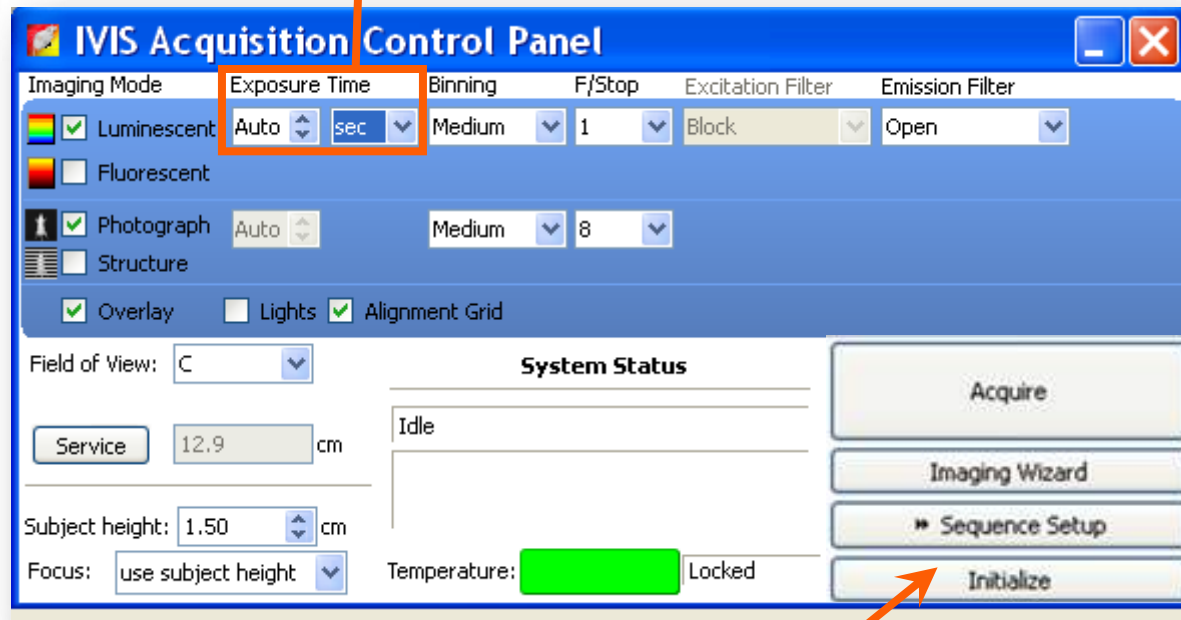 IVIS Acquisition Control Panel
Imaging Mode Exposure Time Binning F/Stop Excitation Filter Emission Filter
Luminescent Auto sec Medium 1 Block Open
Fluorescent
Photograph Auto Medium 8
Structure
Overlay Lights Alignment Grid
Field of View: C
System Status
Acquire
Idle
Service 12.9 cm
Imaging Wizard
Subject height: 1.50 cm
Sequence Setup
Focus: use subject height
Temperature: Locked
Initialize